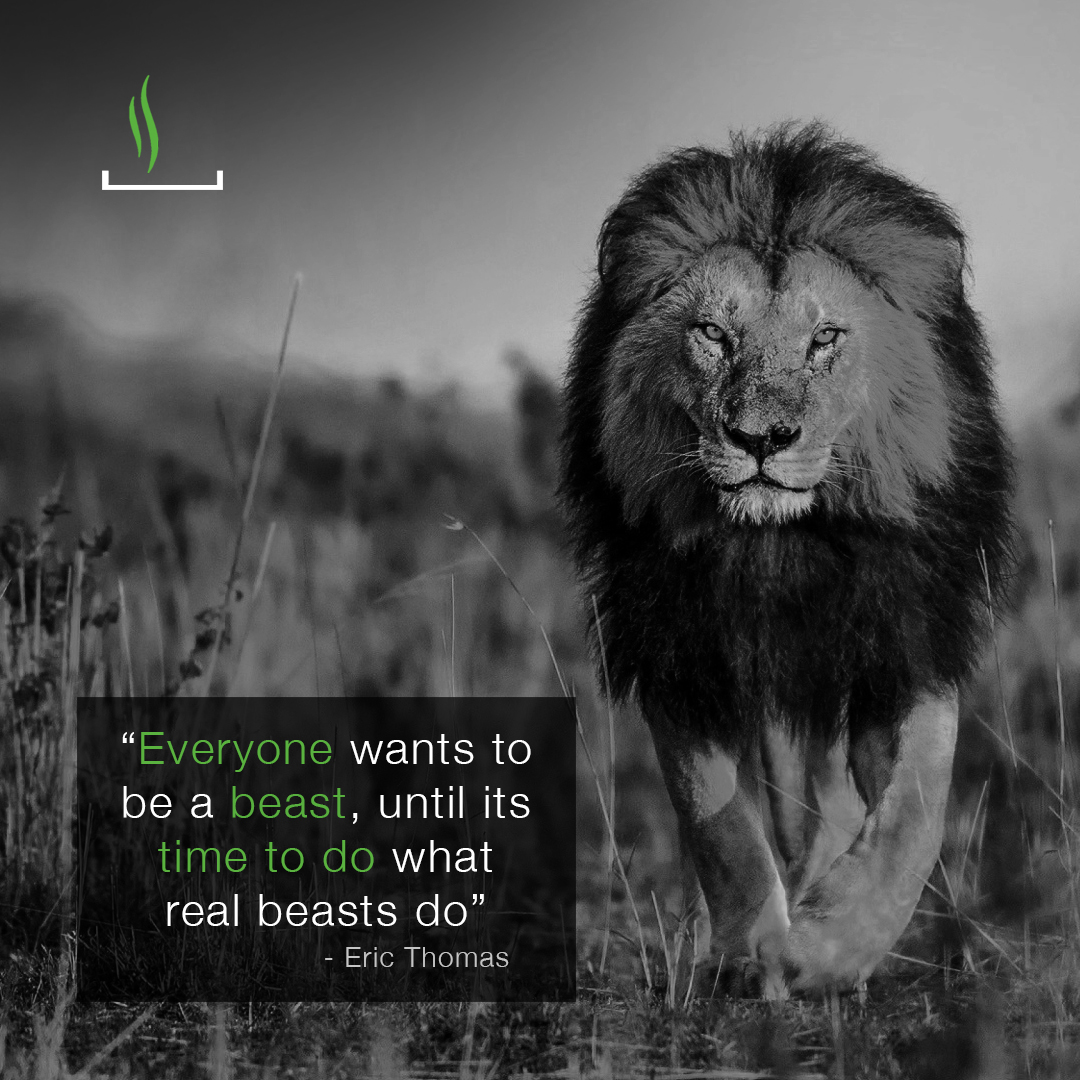 “Everyone wants to
be a beast, until its
time to do what
real beasts do”
- Eric Thomas